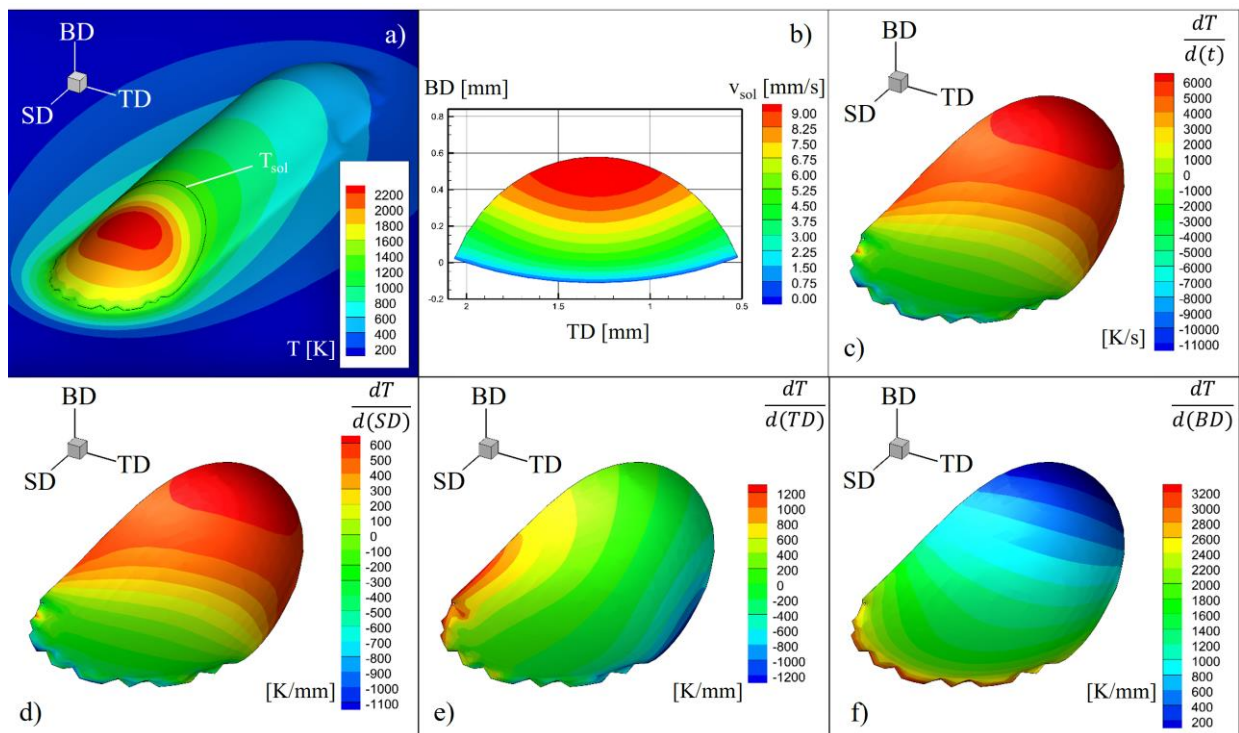 a)
BD
SD
TD
T_sol
2200
2000
1800
1600
1400
1200
1000
800
600
400
200
T [K]
b)
BD [mm]
v_sol [mm/s]
0.8
0.6
0.4
0.2
0
-0.2
2
1.5
1
0.5
TD [mm]
9.00
8.25
7.50
6.75
6.00
5.25
4.50
3.75
3.00
2.25
1.50
0.75
0.00
BD
SD
TD
dT
d(t)
6000
5000
4000
3000
2000
1000
0
-1000
-2000
-3000
-4000
-5000
-6000
-7000
-8000
-9000
-10000
-11000
c)
[K/s]
BD
SD
TD
dT
d(SD)
600
500
400
300
200
100
0
-100
-200
-300
-400
-500
-600
-700
-800
-900
-1000
-1100
d)
[K/mm]
BD
SD
TD
dT
d(TD)
1200
1000
800
600
400
200
0
-200
-400
-600
-800
-1000
-1200
e)
[K/mm]
BD
SD
TD
dT
d(BD)
3200
3000
2800
2600
2400
2200
2000
1800
1600
1400
1200
1000
800
600
400
200
f)
[K/mm]